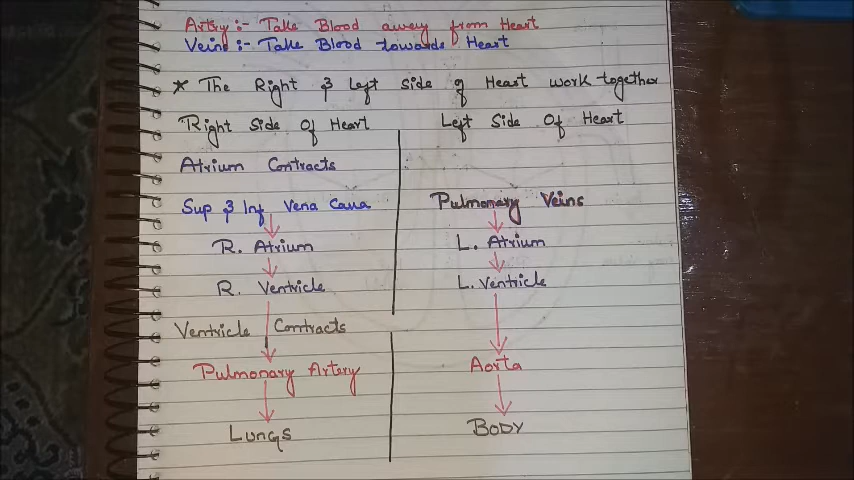 Artry :- Take Blood away from Heart
Veins :- Take Blood towards Heart
* The Right & Left Side of Heart work together
Right Side Of Heart
Atrium Contracts
Sup & Inf Vena Cava
R. Atrium
R. Ventricle
Ventricle Contracts
Pulmonary Artery
Lungs
Left Side Of Heart
Pulmonary Veins
L. Atrium
L. Ventricle
Aorta
BODY